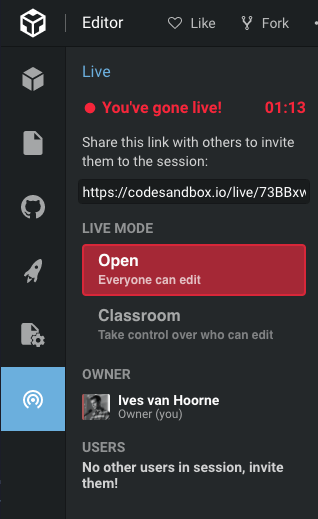 Editor Like Fork
Live
You've gone live! 01:13
Share this link with others to invite
them to the session:
https://codesandbox.io/live/73BBxw
LIVE MODE
Open
Everyone can edit
Classroom
Take control over who can edit
OWNER
Ives van Hoorne
Owner (you)
USERS
No other users in session, invite
them!